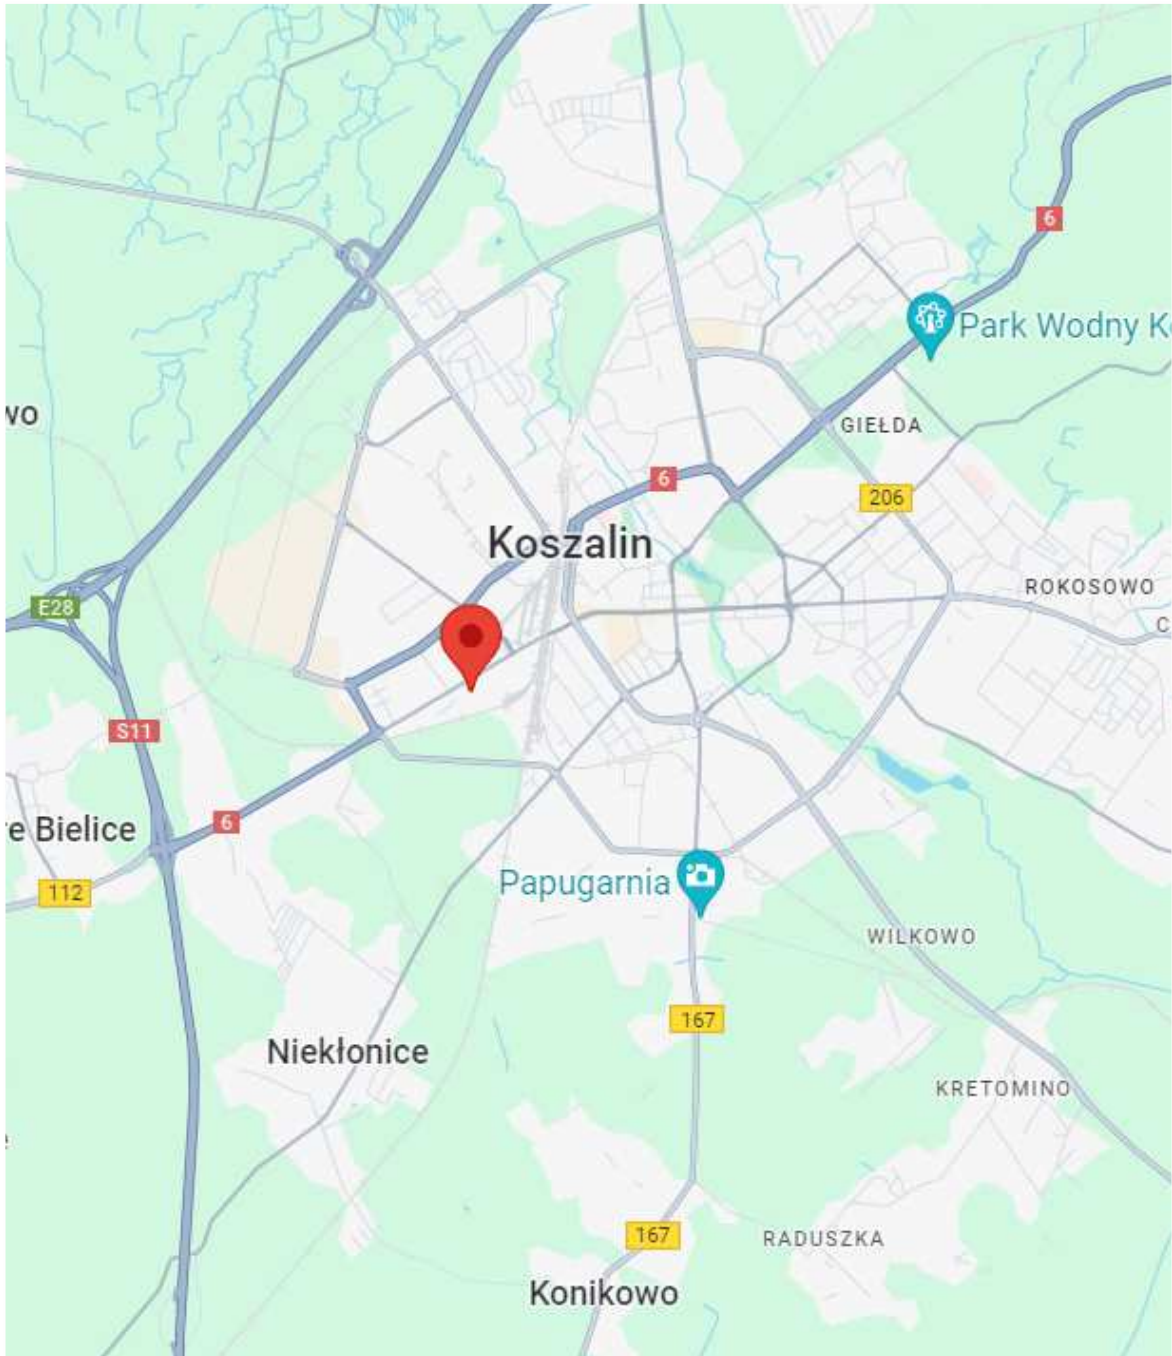 6
Park Wodny K
wo
GIEŁDA
6
206
Koszalin
E28
ROKOSOWO
C
S11
6
e Bielice
112
Papugarnia
WILKOWO
167
Niekłonice
KRETOMINO
167
RADUSZKA
Konikowo